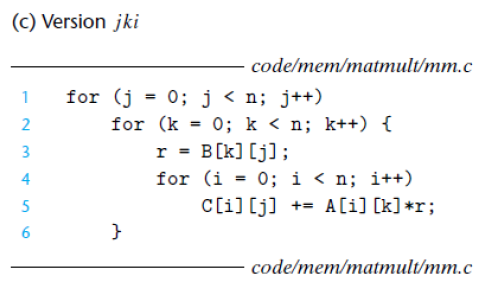 (c) Version jki
code/mem/matmult/mm.c
1 for (j = 0; j < n; j++)
2 for (k = 0; k < n; k++) {
3 r = B[k][j];
4 for (i = 0; i < n; i++)
5 C[i][j] += A[i][k]*r;
6 }
code/mem/matmult/mm.c